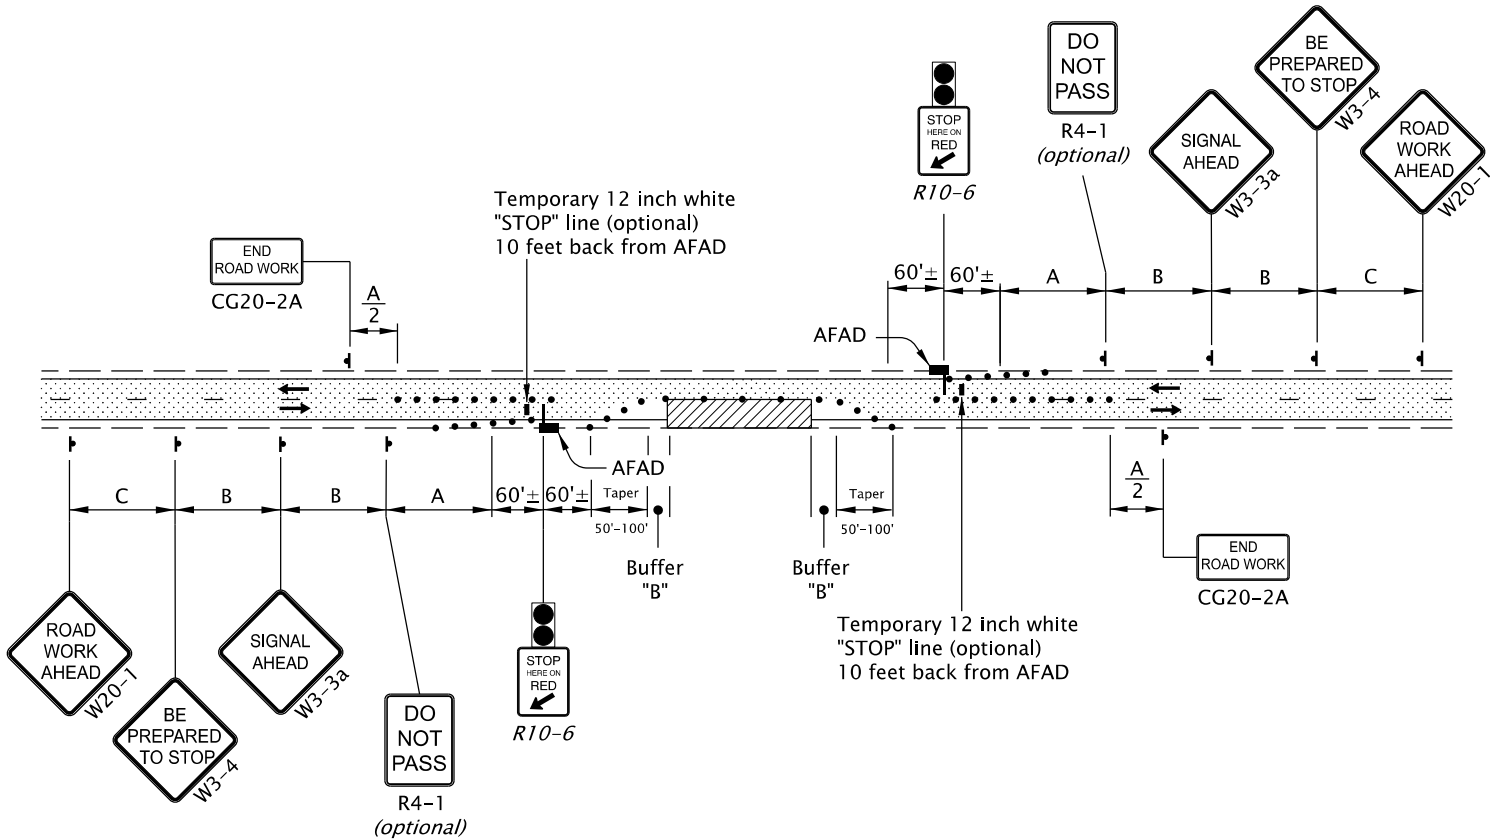 DO
NOT
PASS
R4-1
(optional)
BE
PREPARED
TO STOP
W3-4
SIGNAL
AHEAD
W3-3a
ROAD
WORK
AHEAD
W20-1
STOP
HERE ON
RED
R10-6
Temporary 12 inch white
"STOP" line (optional)
10 feet back from AFAD
END
ROAD WORK
CG20-2A
A
2
60'± 60'± A B B C
AFAD
AFAD
C B B A 60'± 60'± Taper
50'-100'
Buffer
"B"
Taper
50'-100'
Buffer
"B"
A
2
END
ROAD WORK
CG20-2A
Temporary 12 inch white
"STOP" line (optional)
10 feet back from AFAD
ROAD
WORK
AHEAD
W20-1
BE
PREPARED
TO STOP
W3-4
SIGNAL
AHEAD
W3-3a
DO
NOT
PASS
R4-1
(optional)
STOP
HERE ON
RED
R10-6